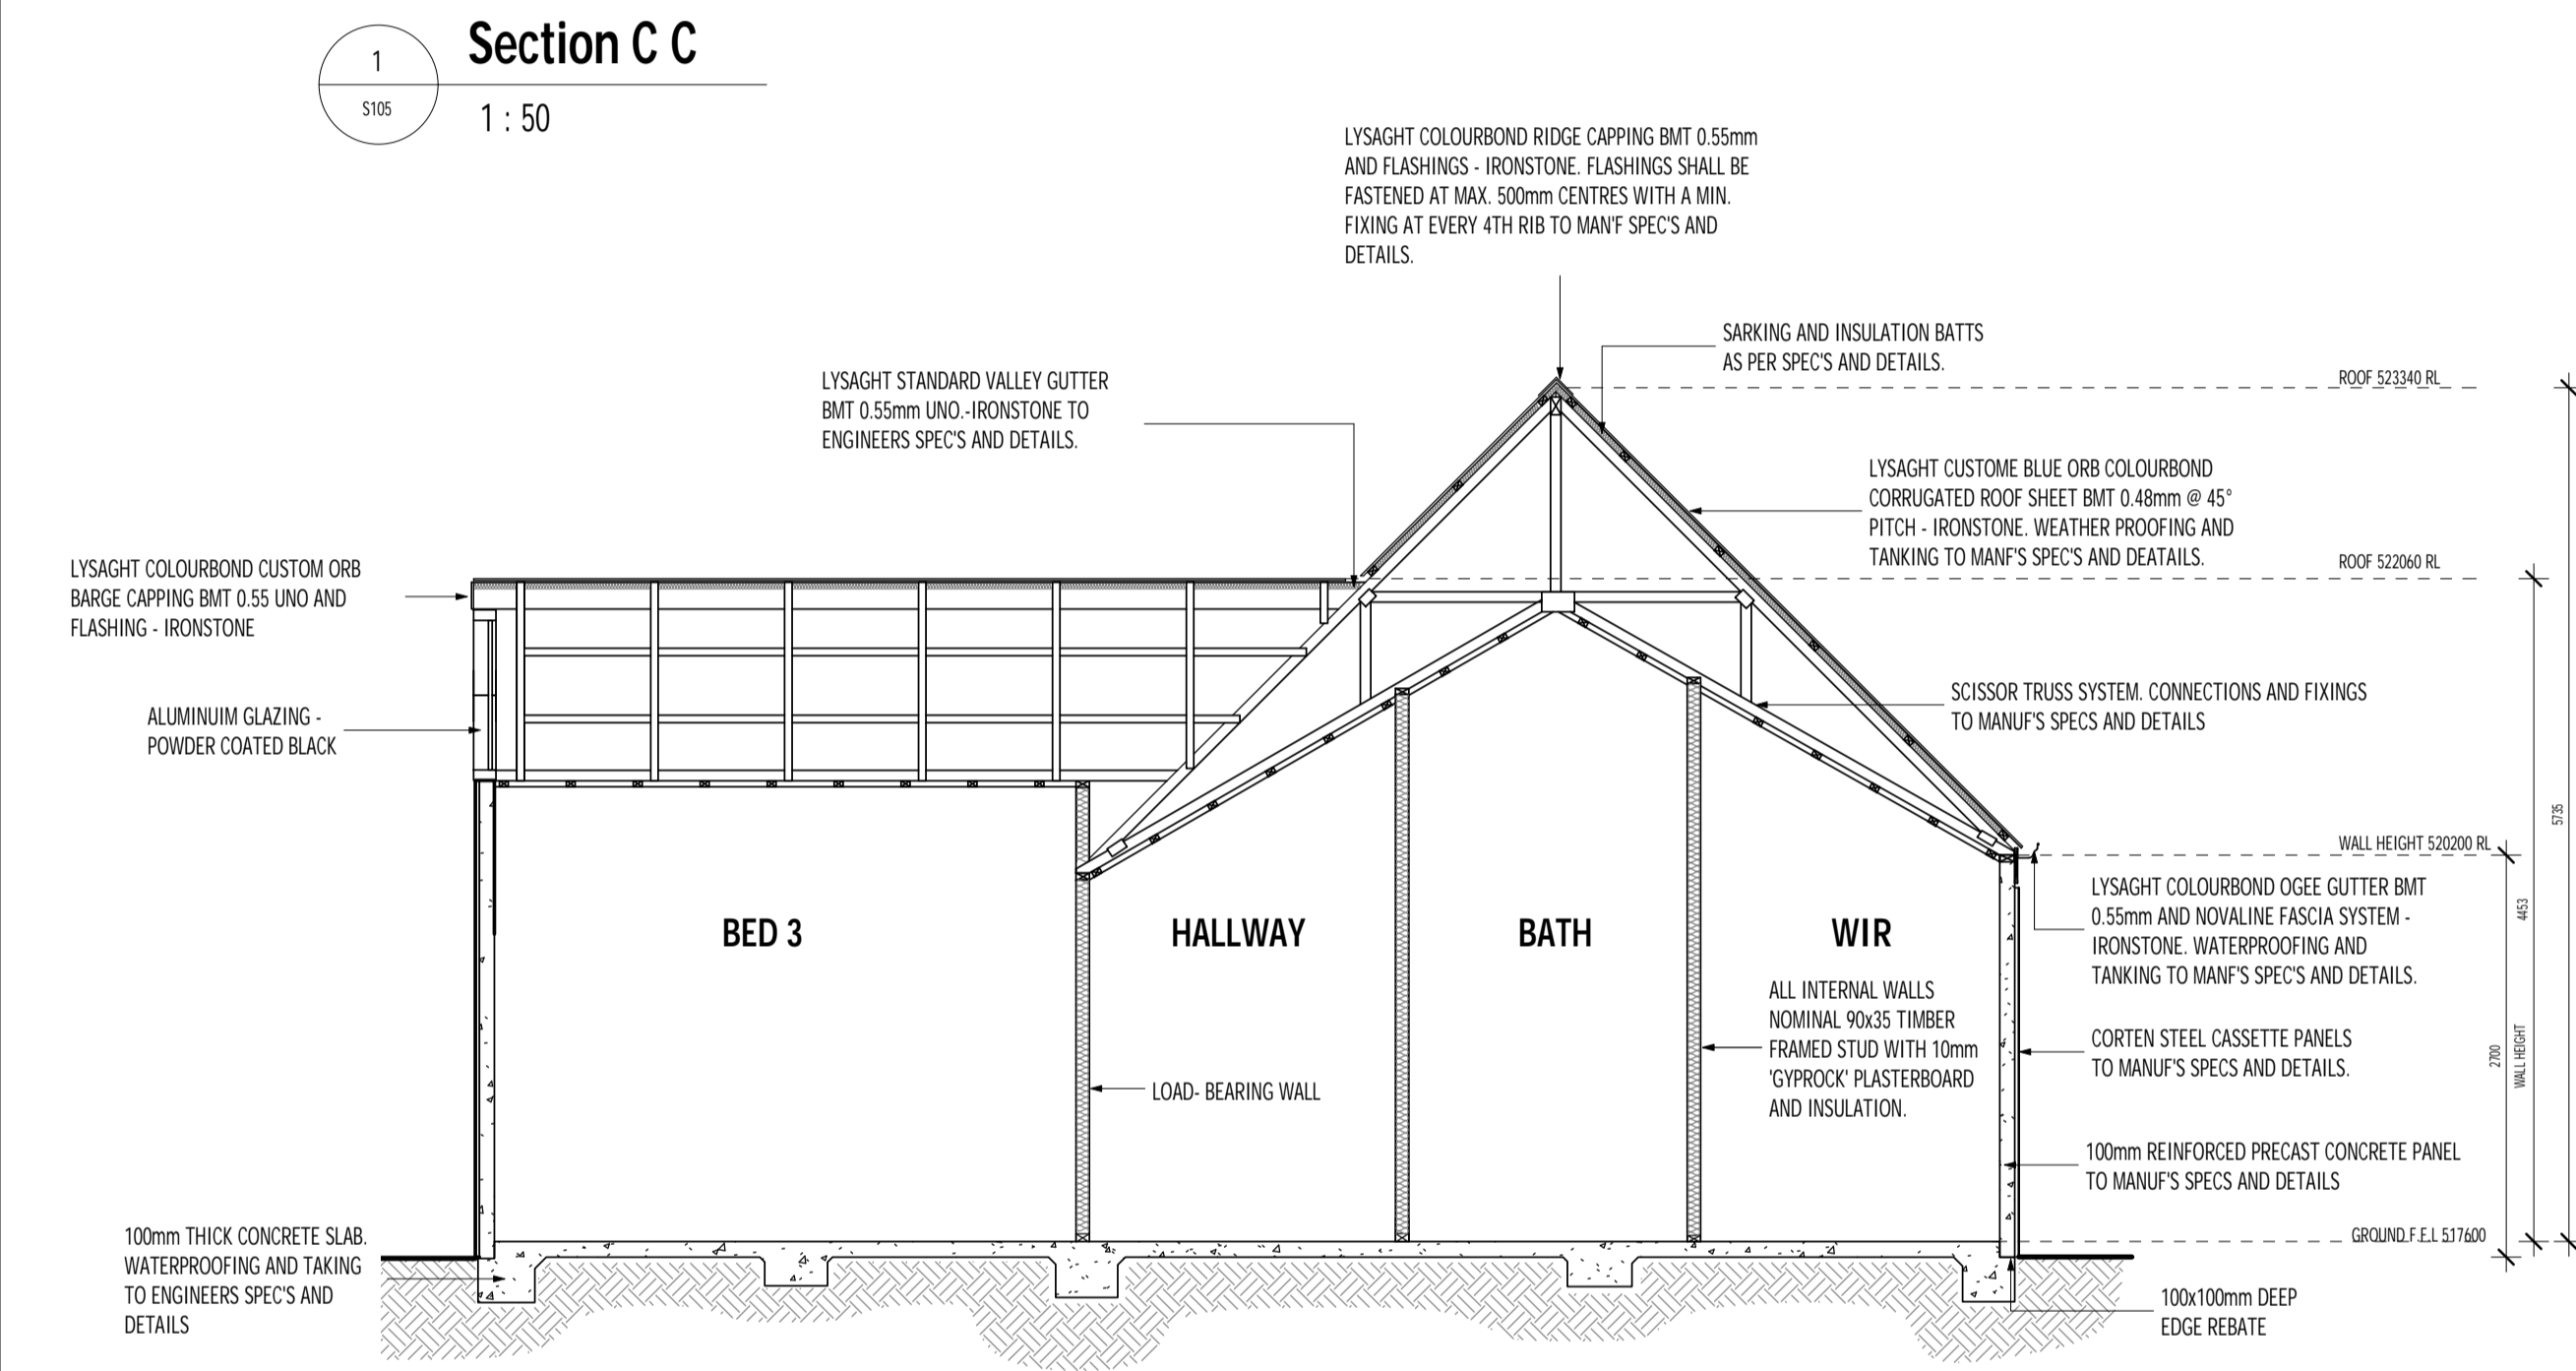 1
S105
Section C C
1 : 50
LYSAGHT COLOURBOND RIDGE CAPPING BMT 0.55mm
AND FLASHINGS - IRONSTONE. FLASHINGS SHALL BE
FASTENED AT MAX. 500mm CENTRES WITH A MIN.
FIXING AT EVERY 4TH RIB TO MAN'F SPEC'S AND
DETAILS.
SARKING AND INSULATION BATTS
AS PER SPEC'S AND DETAILS.
LYSAGHT STANDARD VALLEY GUTTER
BMT 0.55mm UNO.-IRONSTONE TO
ENGINEERS SPEC'S AND DETAILS.
ROOF 523340 RL
LYSAGHT CUSTOME BLUE ORB COLOURBOND
CORRUGATED ROOF SHEET BMT 0.48mm @ 45°
PITCH - IRONSTONE. WEATHER PROOFING AND
TANKING TO MANF'S SPEC'S AND DEATAILS.
ROOF 522060 RL
LYSAGHT COLOURBOND CUSTOM ORB
BARGE CAPPING BMT 0.55 UNO AND
FLASHING - IRONSTONE
ALUMINUIM GLAZING -
POWDER COATED BLACK
SCISSOR TRUSS SYSTEM. CONNECTIONS AND FIXINGS
TO MANUF'S SPECS AND DETAILS
5735
WALL HEIGHT 520200 RL
LYSAGHT COLOURBOND OGEE GUTTER BMT
0.55mm AND NOVALINE FASCIA SYSTEM -
IRONSTONE. WATERPROOFING AND
TANKING TO MANF'S SPEC'S AND DETAILS.
4453
BED 3
HALLWAY
BATH
WIR
ALL INTERNAL WALLS
NOMINAL 90x35 TIMBER
FRAMED STUD WITH 10mm
'GYPROCK' PLASTERBOARD
AND INSULATION.
CORTEN STEEL CASSETTE PANELS
TO MANUF'S SPECS AND DETAILS.
2700
WALL HEIGHT
LOAD- BEARING WALL
100mm REINFORCED PRECAST CONCRETE PANEL
TO MANUF'S SPECS AND DETAILS
100mm THICK CONCRETE SLAB.
WATERPROOFING AND TAKING
TO ENGINEERS SPEC'S AND
DETAILS
GROUND F.F.L 517600
100x100mm DEEP
EDGE REBATE